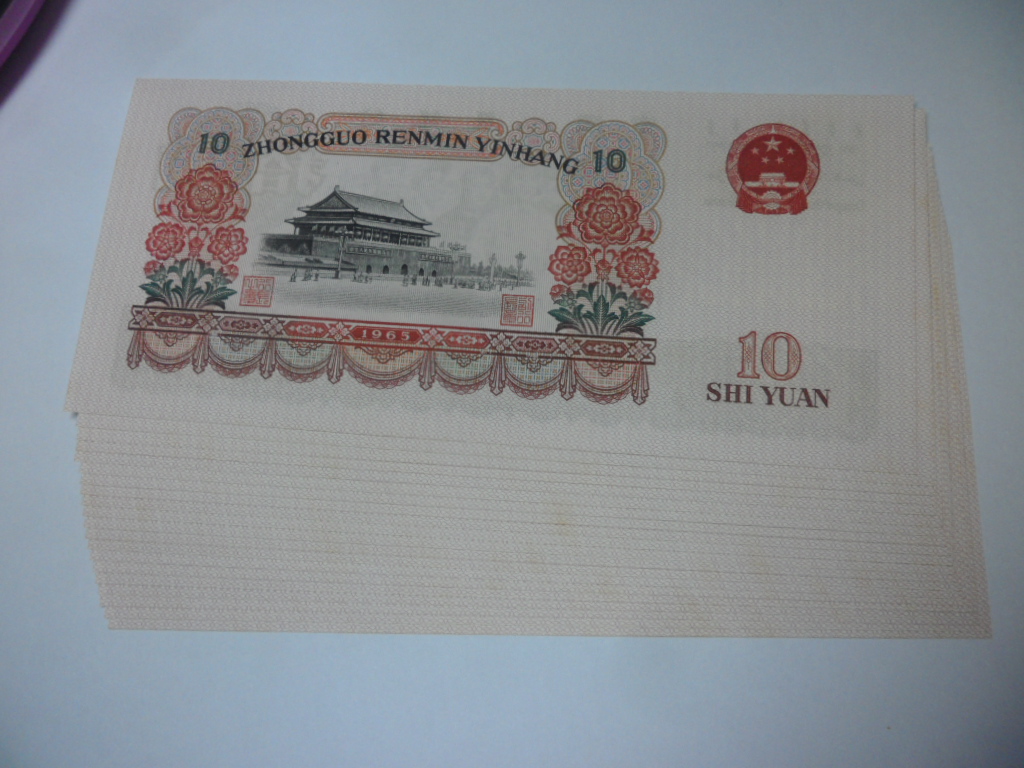 10 ZHONGGUO RENMIN YINHANG 10
1965
10
SHI YUAN